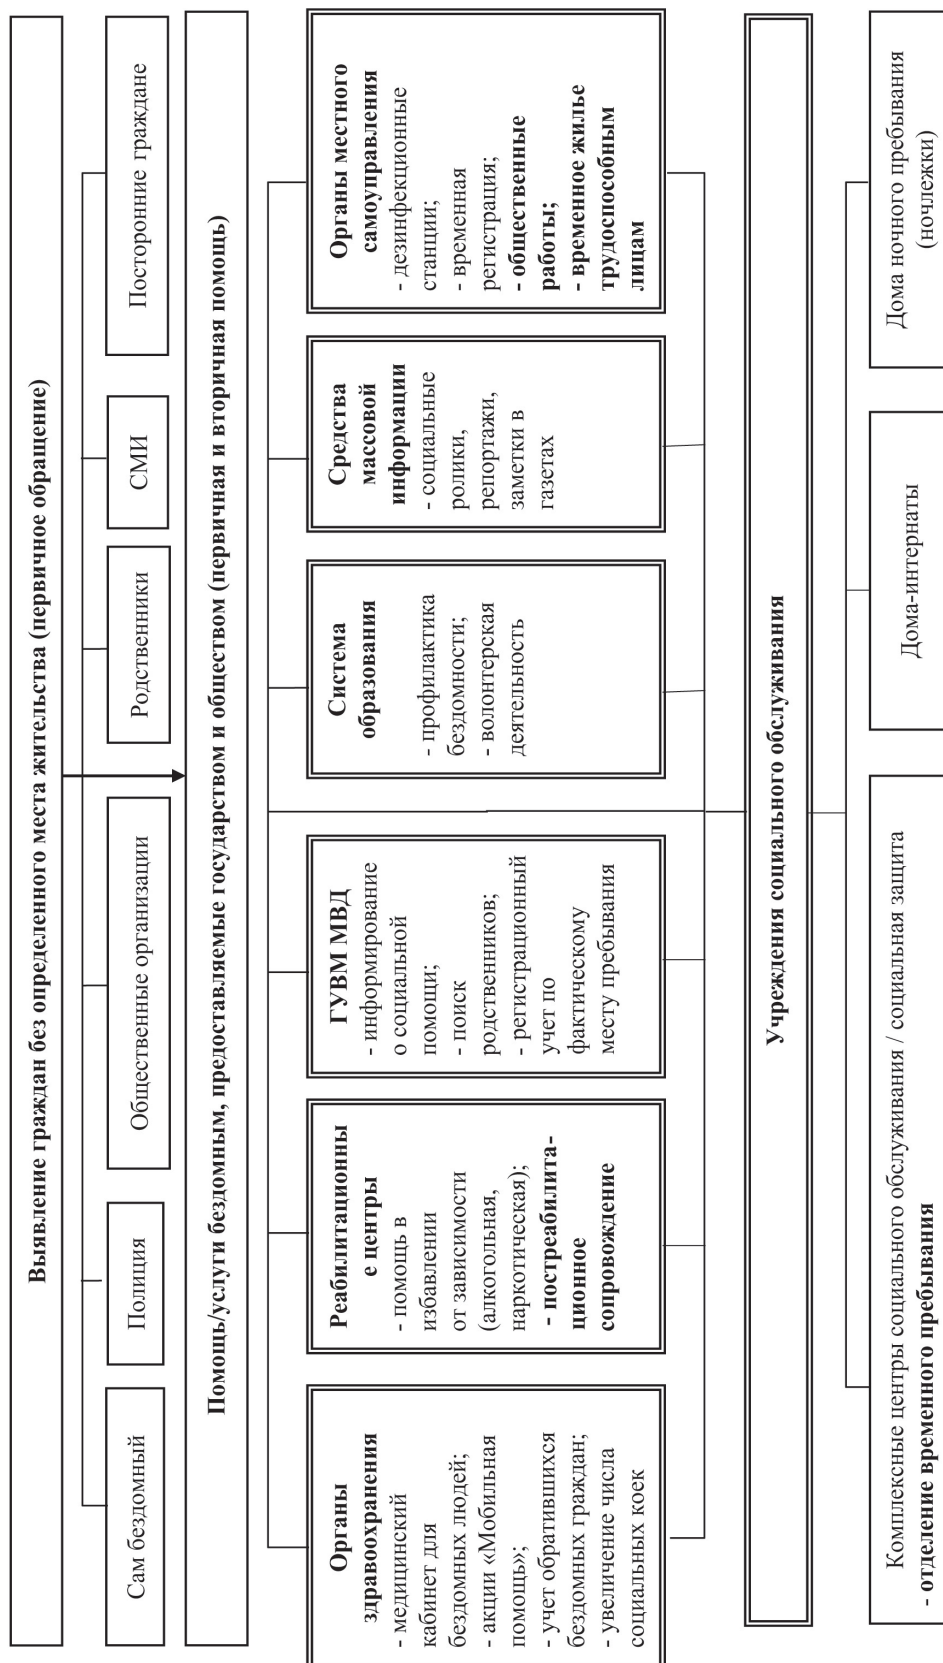 Выявление граждан без определенного места жительства (первичное обращение)
Сам бездомный
Полиция
Общественные организации
Родственники
СМИ
Посторонние граждане
Помощь/услуги бездомным, предоставляемые государством и обществом (первичная и вторичная помощь)
Органы
здравоохранения
- медицинский
кабинет для
бездомных людей;
- акции «Мобильная
помощь»;
- учет обратившихся
бездомных граждан;
- увеличение числа
социальных коек
Реабилитационны
е центры
- помощь в
избавлении
от зависимости
(алкогольная,
наркотическая);
- постреабилита-
ционное
сопровождение
ГУВМ МВД
- информирование
о социальной
помощи;
- поиск
родственников;
- регистрационный
учет по
фактическому
месту пребывания
Система
образования
- профилактика
бездомности;
- волонтерская
деятельность
Средства
массовой
информации
- социальные
ролики,
репортажи,
заметки в
газетах
Органы местного
самоуправления
- дезинфекционные
станции;
- временная
регистрация;
- общественные
работы;
- временное жилье
трудоспособным
лицам
Учреждения социального обслуживания
Комплексные центры социального обслуживания / социальная защита
- отделение временного пребывания
Дома-интернаты
Дома ночного пребывания
(ночлежки)